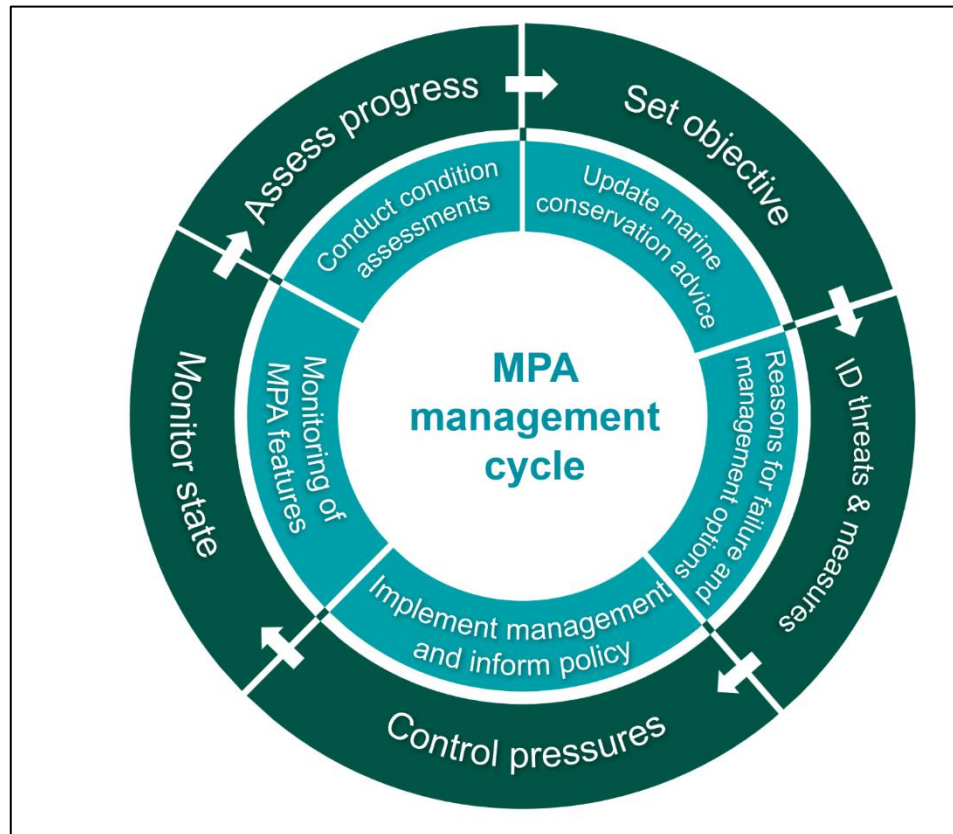 Assess progress
Set objective
ID threats & measures
Control pressures
Monitor state
Conduct condition
assessments
Update marine
conservation advice
Reasons for failure and
management options
Implement management
and inform policy
Monitoring of
MPA features
MPA
management
cycle